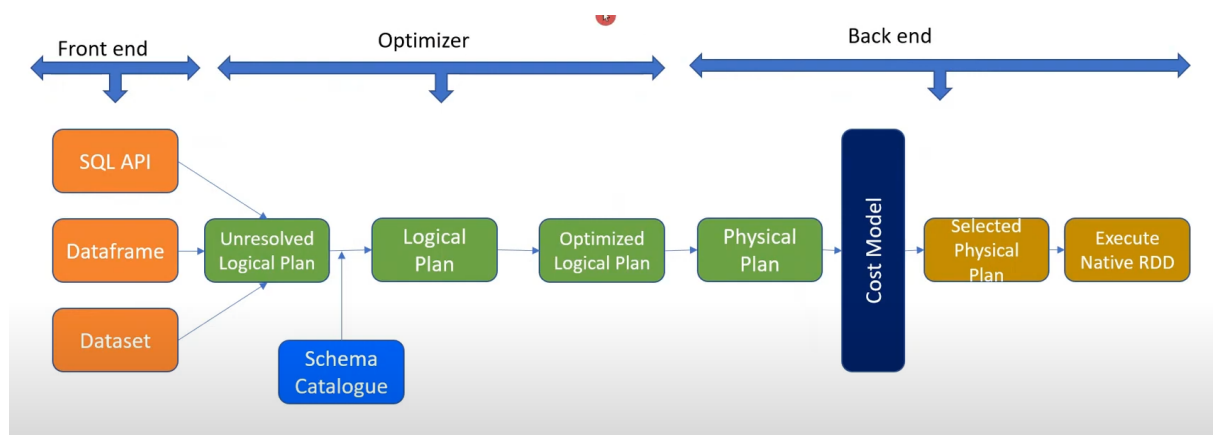 Front end
Optimizer
Back end
SQL API
Dataframe
Dataset
Unresolved
Logical Plan
Schema
Catalogue
Logical
Plan
Optimized
Logical Plan
Physical
Plan
Cost Model
Selected
Physical
Plan
Execute
Native RDD